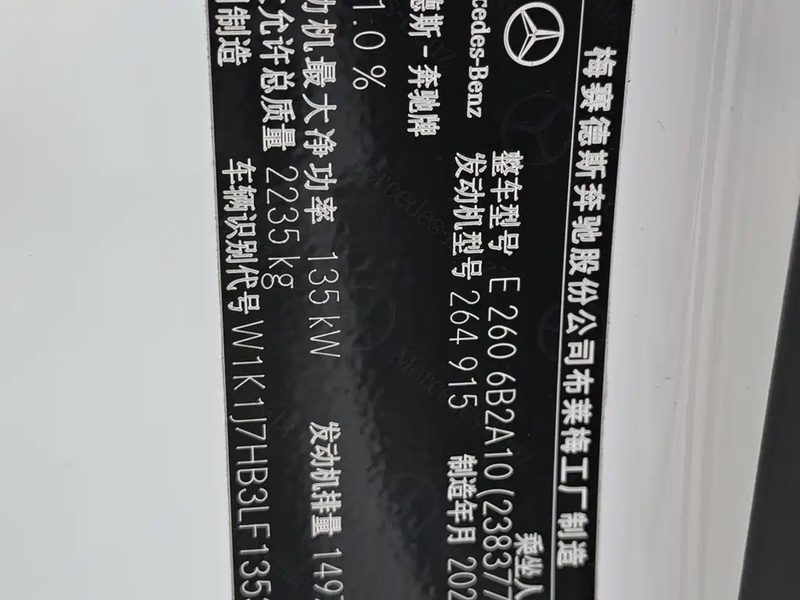 梅赛德斯奔驰股份公司布莱梅工厂制造
乘坐人
整车型号 E 260 6B2A10(238377
发动机型号 264 915 制造年月 202
Mercedes-Benz
德斯-奔驰牌
1.0 %
机最大净功率 135 kW 发动机排量 149
允许总质量 2235 kg
制造 车辆识别代号 W1K1J7HB3LF135